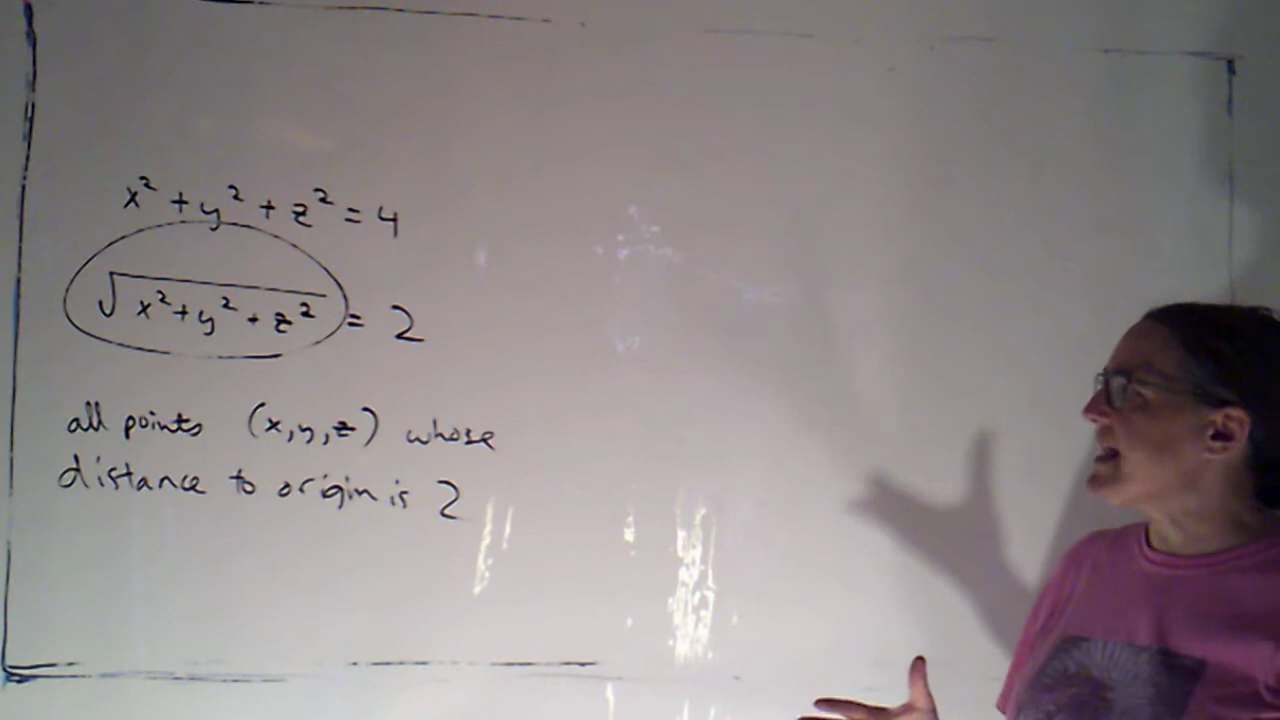 x² + y² + z² = 4
√(x² + y² + z²) = 2
all points (x, y, z) whose
distance to origin is 2